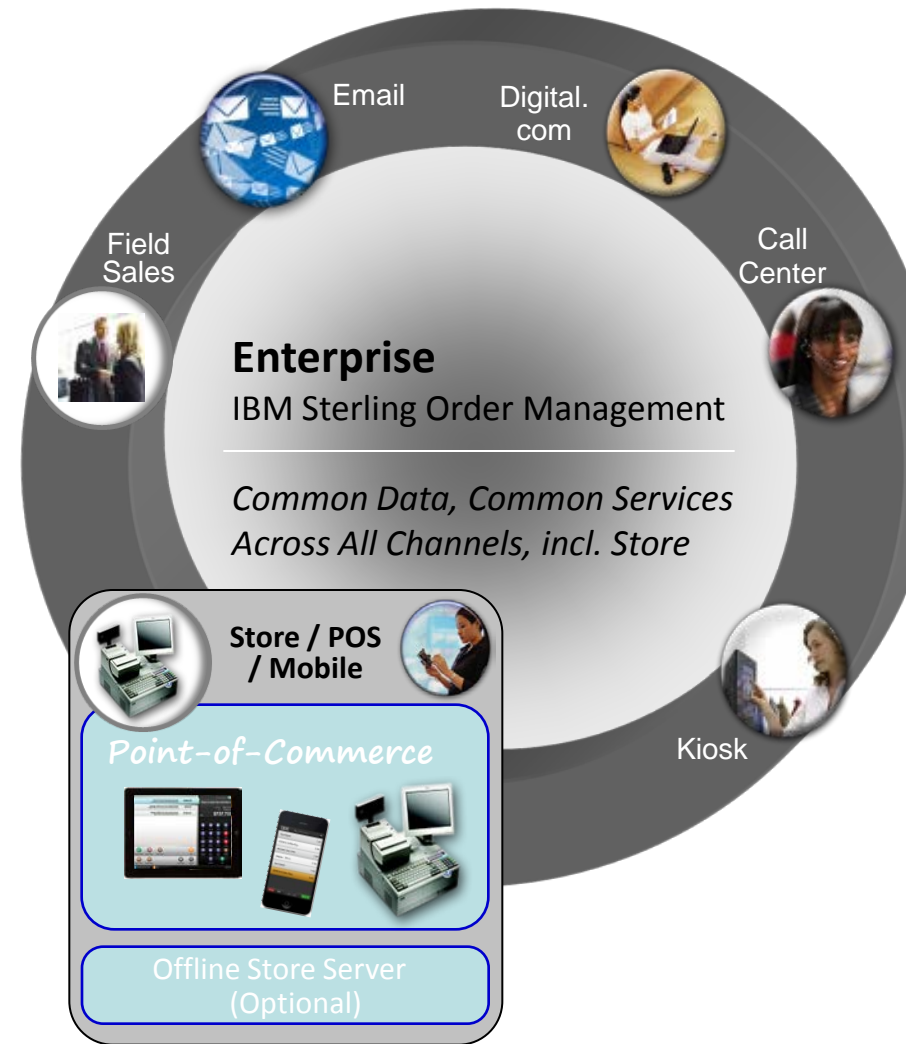 Email
Digital.
com
Field
Sales
Call
Center
Enterprise
IBM Sterling Order Management
Common Data, Common Services
Across All Channels, incl. Store
Store / POS
/ Mobile
Kiosk
Point-of-Commerce
Offline Store Server
(Optional)